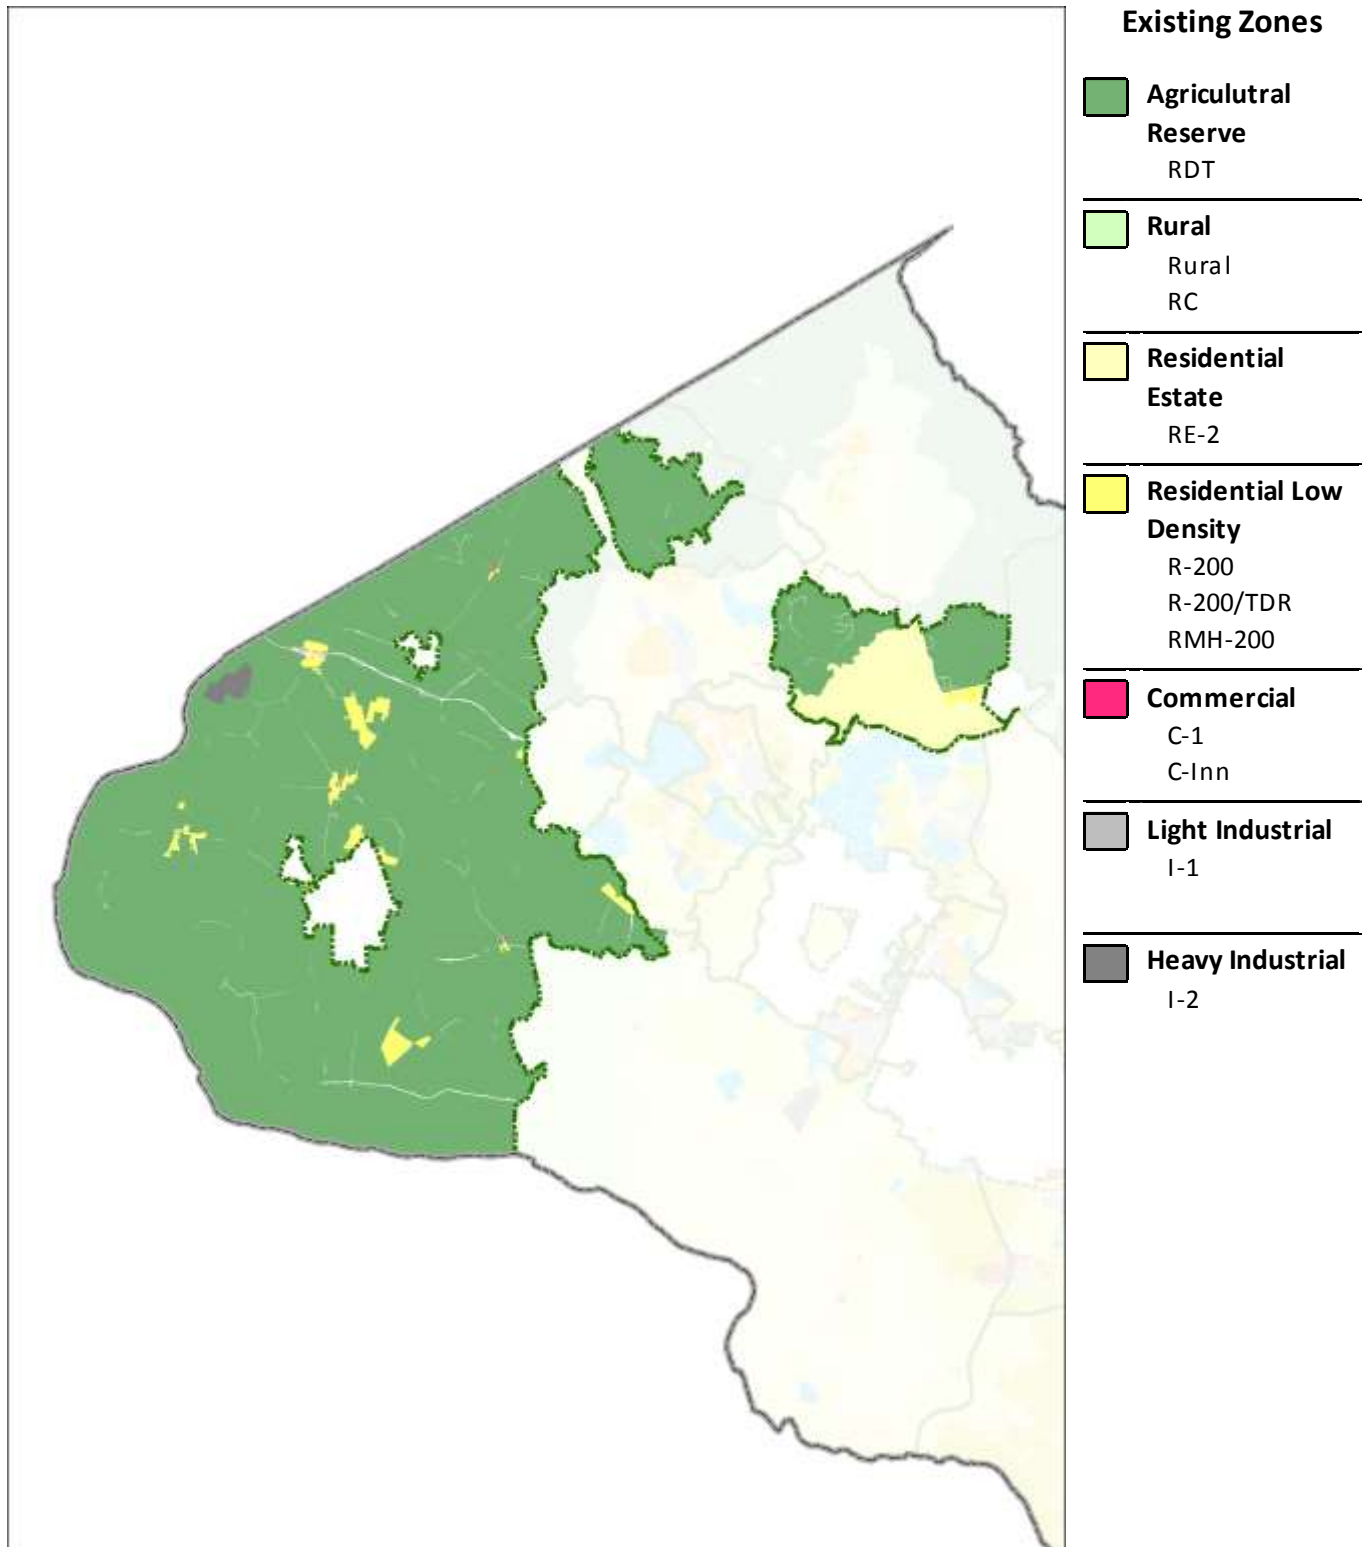 Existing Zones
Agriculutral
Reserve
RDT
Rural
Rural
RC
Residential
Estate
RE-2
Residential Low
Density
R-200
R-200/TDR
RMH-200
Commercial
C-1
C-Inn
Light Industrial
I-1
Heavy Industrial
I-2